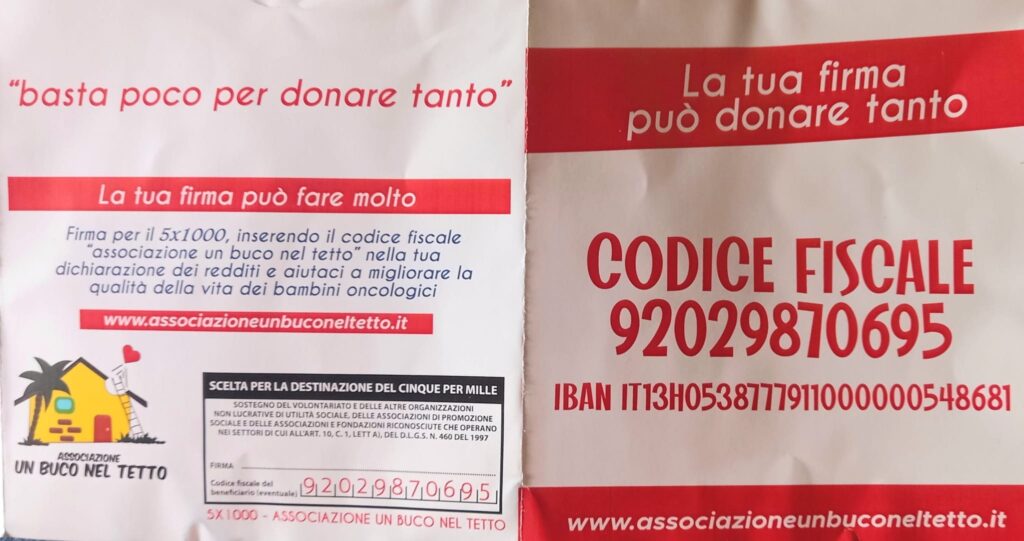 "basta poco per donare tanto"
La tua firma può fare molto
Firma per il 5x1000, inserendo il codice fiscale
"associazione un buco nel tetto" nella tua
dichiarazione dei redditi e aiutaci a migliorare la
qualità della vita dei bambini oncologici
www.associazioneunbuconeltetto.it
ASSOCIAZIONE
UN BUCO NEL TETTO
SCELTA PER LA DESTINAZIONE DEL CINQUE PER MILLE
SOSTEGNO DEL VOLONTARIATO E DELLE ALTRE ORGANIZZAZIONI
NON LUCRATIVE DI UTILITÀ SOCIALE, DELLE ASSOCIAZIONI DI PROMOZIONE
SOCIALE E DELLE ASSOCIAZIONI E FONDAZIONI RICONOSCIUTE CHE OPERANO
NEI SETTORI DI CUI ALL'ART. 10, C. 1, LETT A), DEL D.L.G.S. N. 460 DEL 1997
FIRMA
Codice fiscale del
beneficiario (eventuale) 92029870695
5X1000 - ASSOCIAZIONE UN BUCO NEL TETTO
La tua firma
può donare tanto
CODICE FISCALE
92029870695
IBAN IT13H0538777911000000548681
www.associazioneunbuconeltetto.it